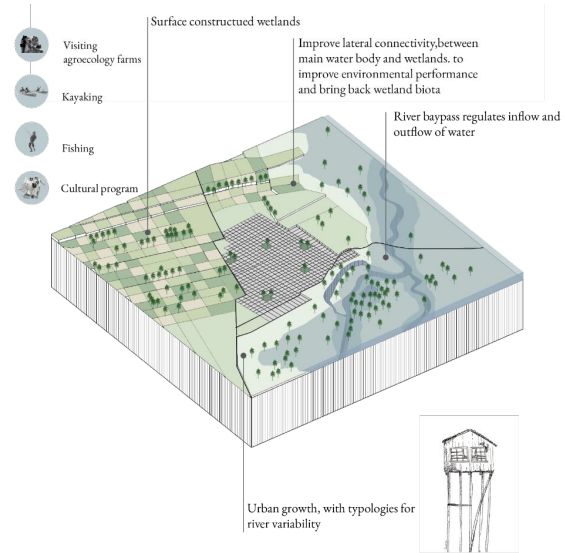 Surface constructued wetlands
Visiting
agroecology farms
Kayaking
Fishing
Cultural program
Improve lateral connectivity,between
main water body and wetlands. to
improve environmental performance
and bring back wetland biota
River baypass regulates inflow and
outflow of water
Urban growth, with typologies for
river variability